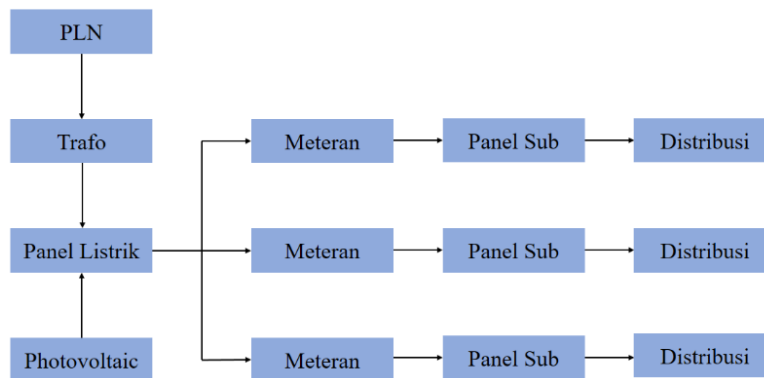 PLN
Trafo
Meteran
Panel Sub
Distribusi
Panel Listrik
Meteran
Panel Sub
Distribusi
Photovoltaic
Meteran
Panel Sub
Distribusi